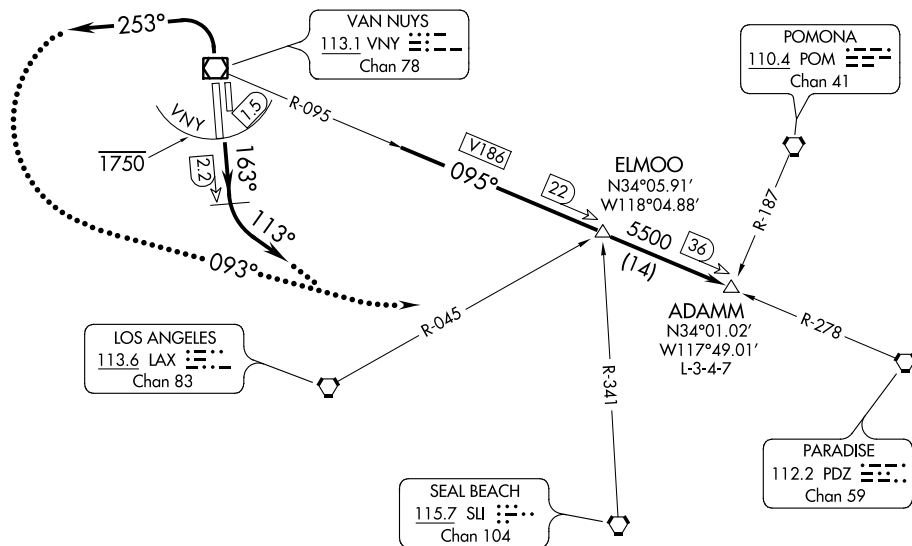 253°
VAN NUYS
113.1 VNY
Chan 78
POMONA
110.4 POM
Chan 41
1.5
VNY
1750
2.2
163°
113°
093°
R-095
V186
095°
22
ELMOO
N34°05.91'
W118°04.88'
5500
(14)
36
R-187
ADAMM
N34°01.02'
W117°49.01'
L-3-4-7
R-278
R-045
R-341
LOS ANGELES
113.6 LAX
Chan 83
SEAL BEACH
115.7 SLI
Chan 104
PARADISE
112.2 PDZ
Chan 59